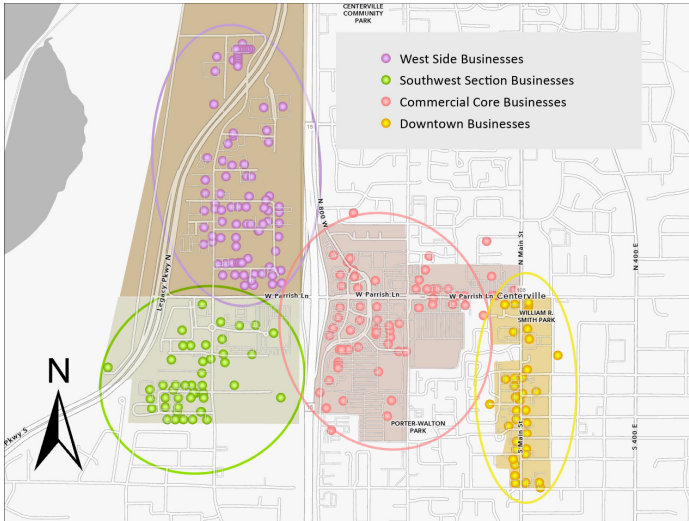 CENTERVILLE
COMMUNITY
PARK
West Side Businesses
Southwest Section Businesses
Commercial Core Businesses
Downtown Businesses
N 800 W
N Main St
N 400 E
Legacy Pkwy N
W Parrish Ln
W Parrish Ln
W Parrish Ln
Centerville
WILLIAM R.
SMITH PARK
N
Pkwy S
PORTER-WALTON
PARK
S Main St
S 400 E